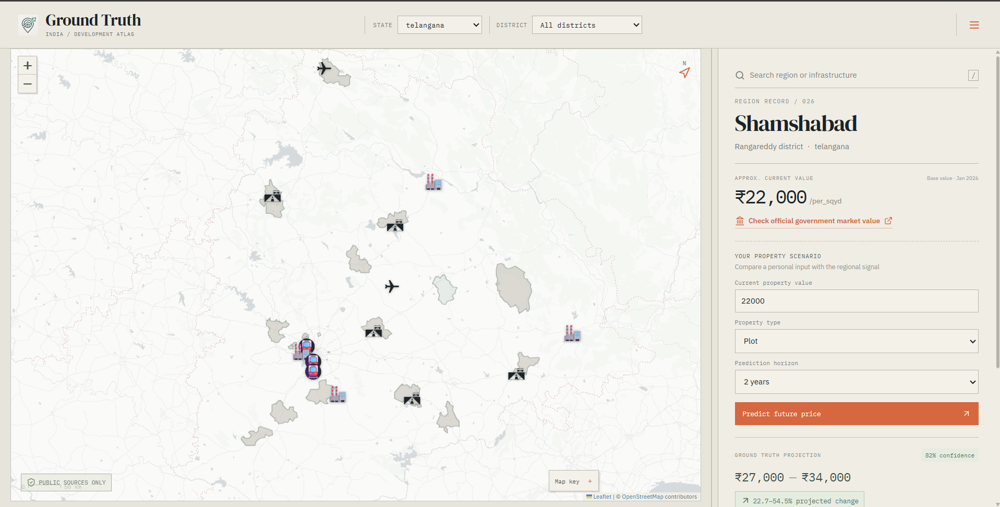 Ground Truth
INDIA / DEVELOPMENT ATLAS
STATE
telangana
DISTRICT
All districts
+
−
N
Search region or infrastructure
/
REGION RECORD / 026
Shamshabad
Rangareddy district · telangana
APPROX. CURRENT VALUE
Base value · Jan 2026
₹22,000 /per_sqyd
Check official government market value
YOUR PROPERTY SCENARIO
Compare a personal input with the regional signal
Current property value
22000
Property type
Plot
Prediction horizon
2 years
Predict future price
GROUND TRUTH PROJECTION
82% confidence
₹27,000 — ₹34,000
22.7–54.5% projected change
PUBLIC SOURCES ONLY
0 50 km
Map key +
Leaflet | © OpenStreetMap contributors